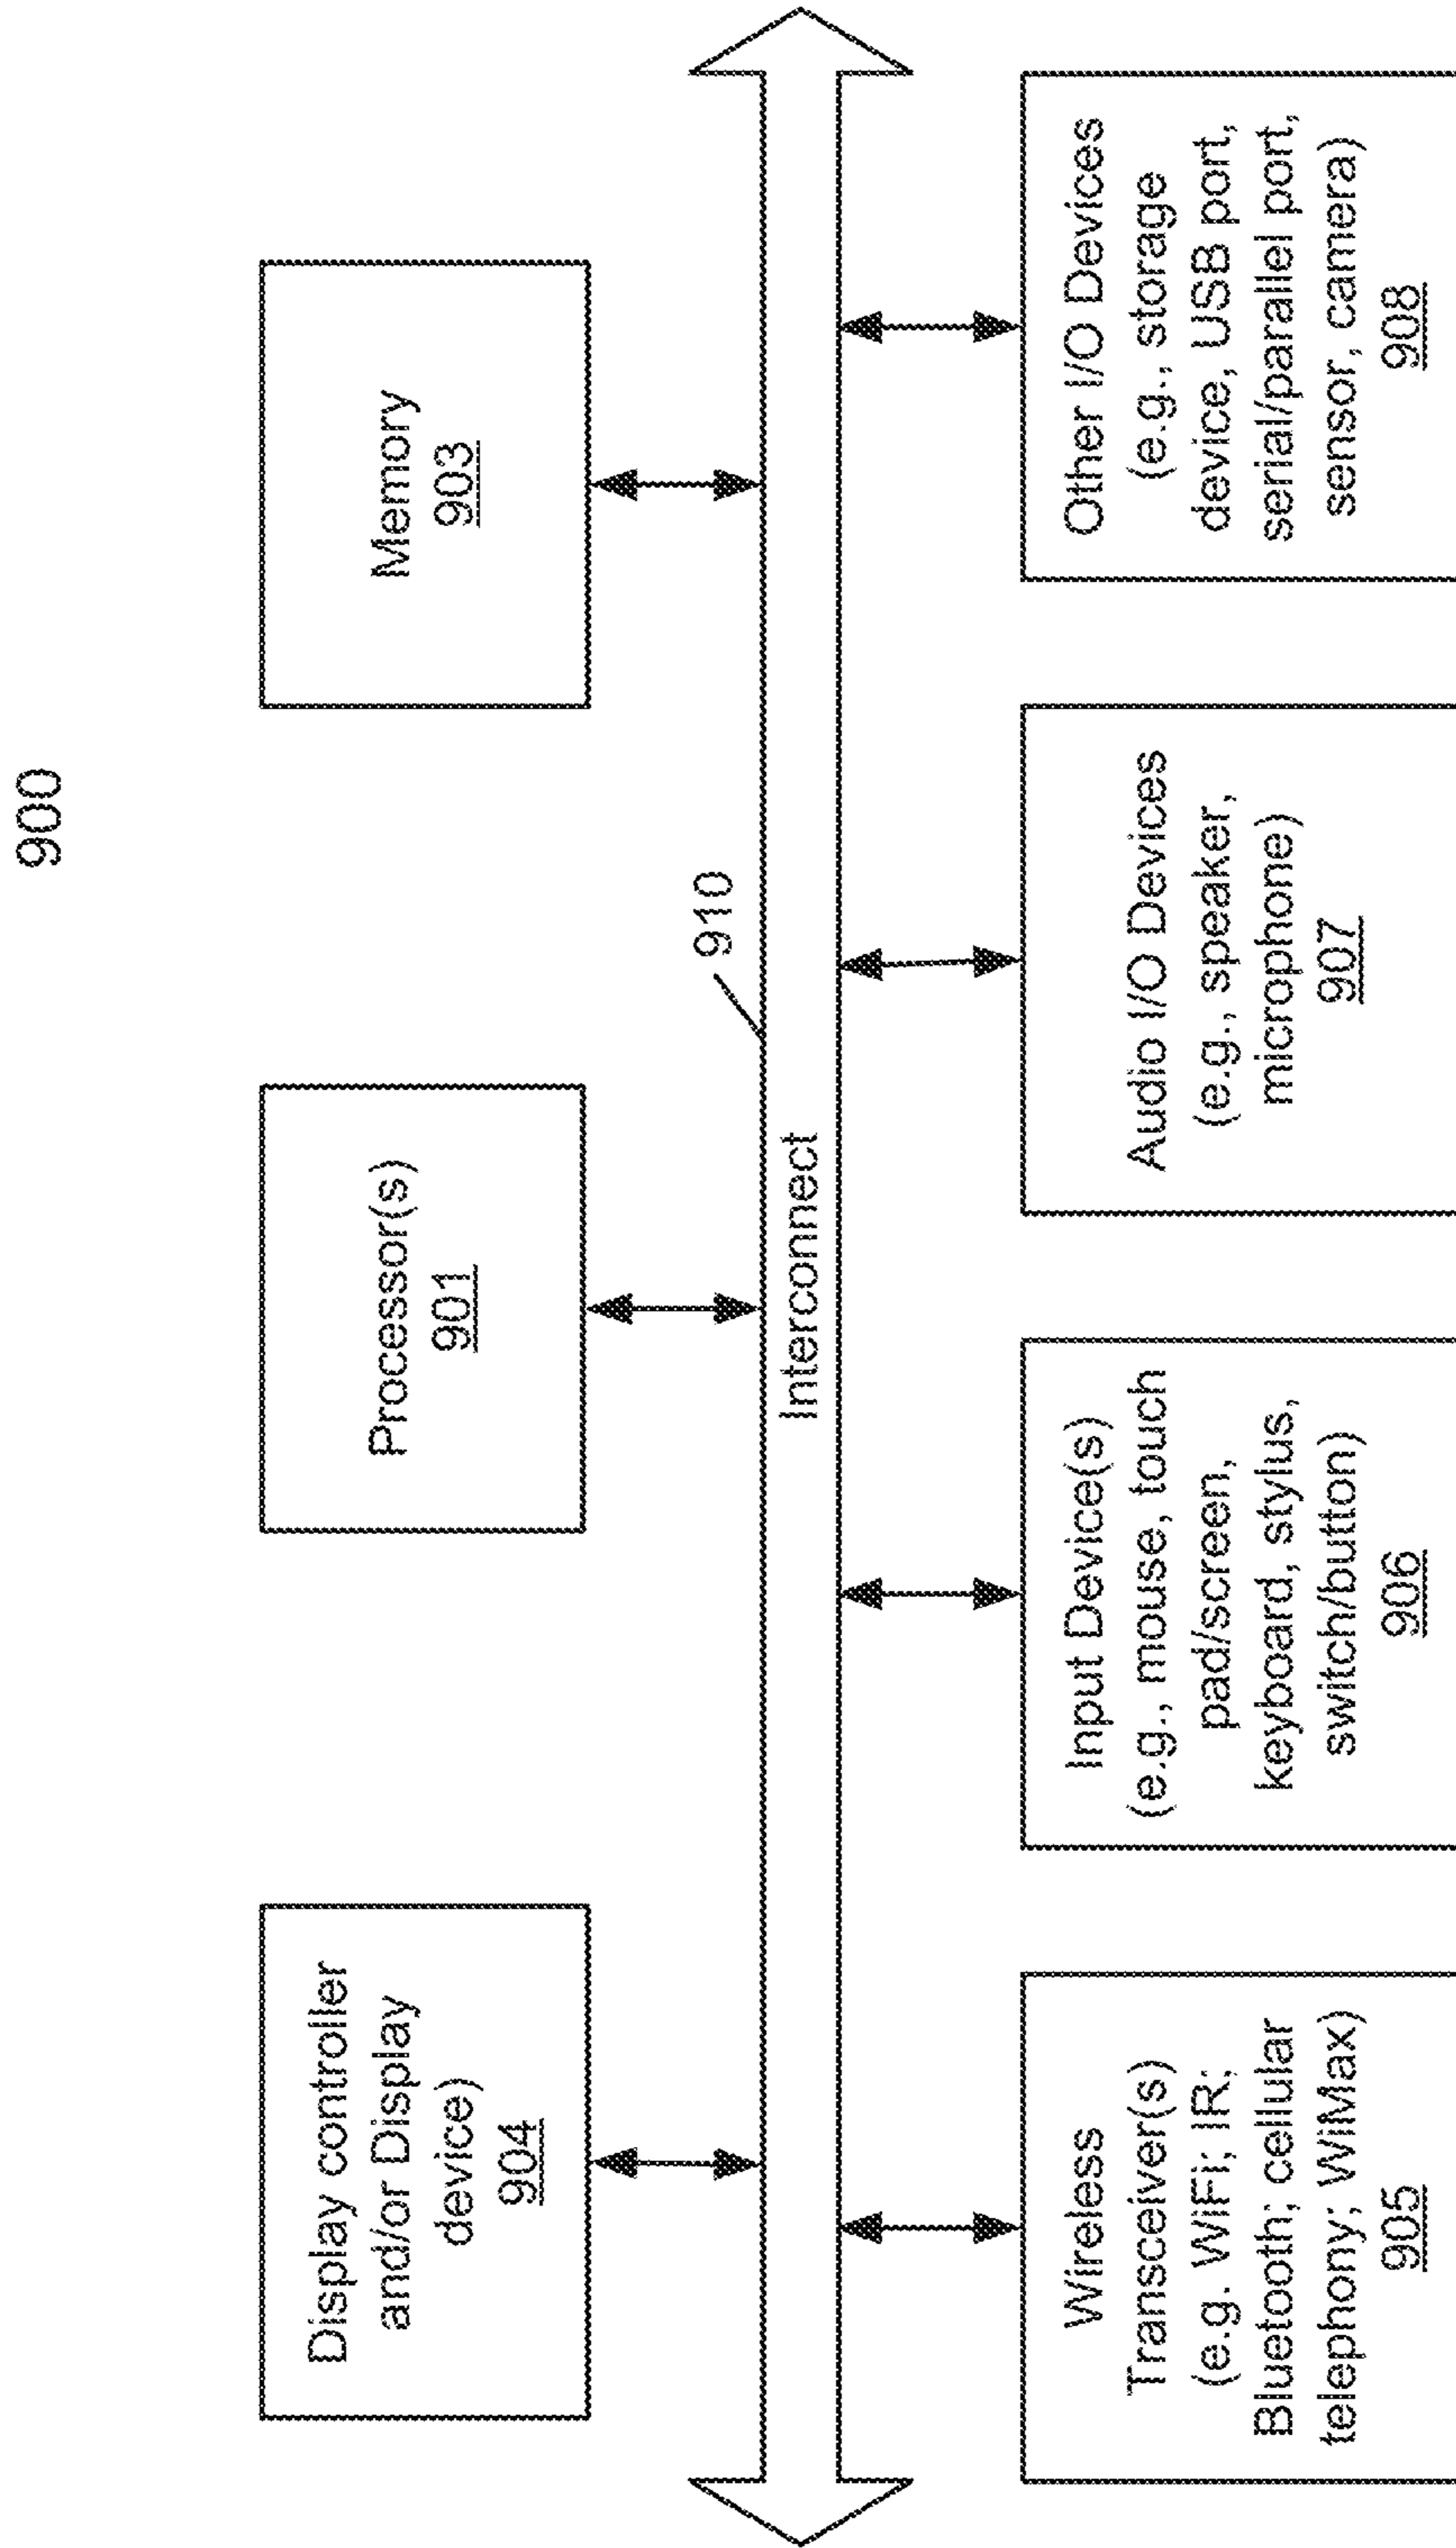 900
Display controller
and/or Display
device)
904
Processor(s)
901
Memory
903
910
Interconnect
Wireless
Transceiver(s)
(e.g. WiFi; IR;
Bluetooth; cellular
telephony; WiMax)
905
Input Device(s)
(e.g., mouse, touch
pad/screen,
keyboard, stylus,
switch/button)
906
Audio I/O Devices
(e.g., speaker,
microphone)
907
Other I/O Devices
(e.g., storage
device, USB port,
serial/parallel port,
sensor, camera)
908